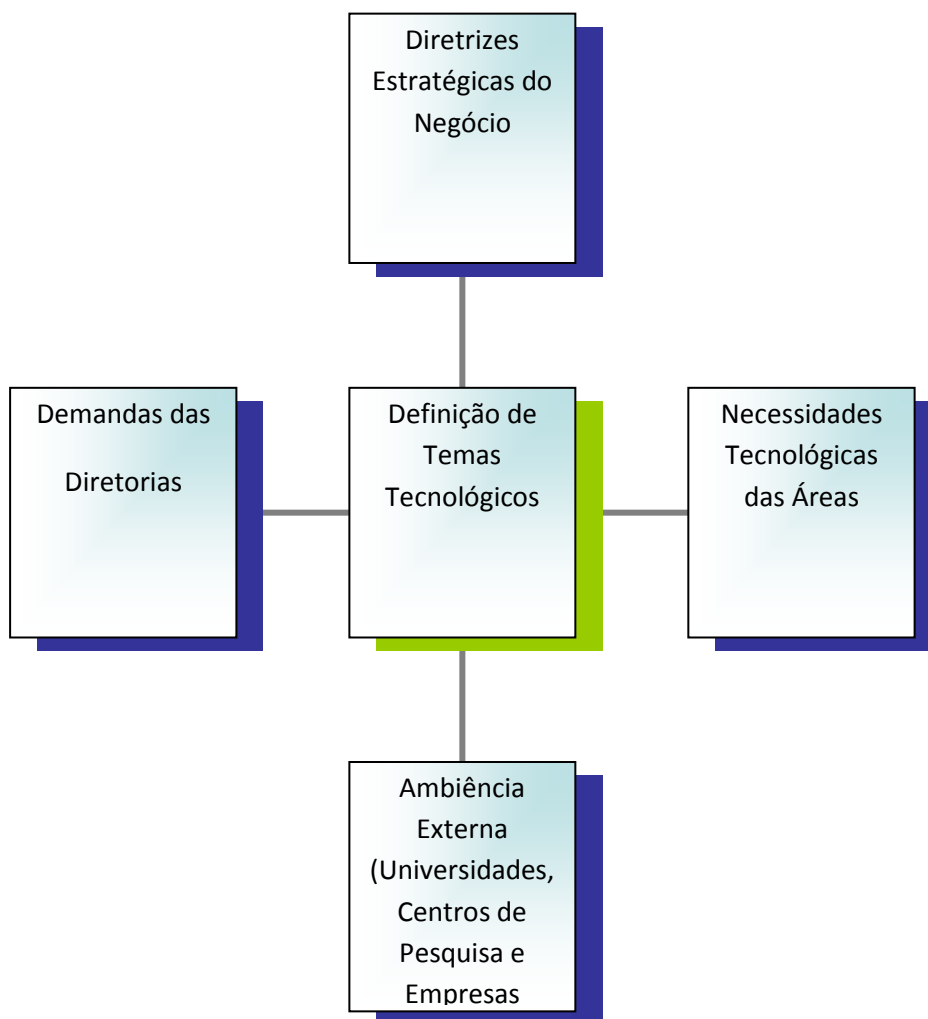 Diretrizes
Estratégicas do
Negócio
Demandas das
Diretorias
Definição de
Temas
Tecnológicos
Necessidades
Tecnológicas
das Áreas
Ambiência
Externa
(Universidades,
Centros de
Pesquisa e
Empresas